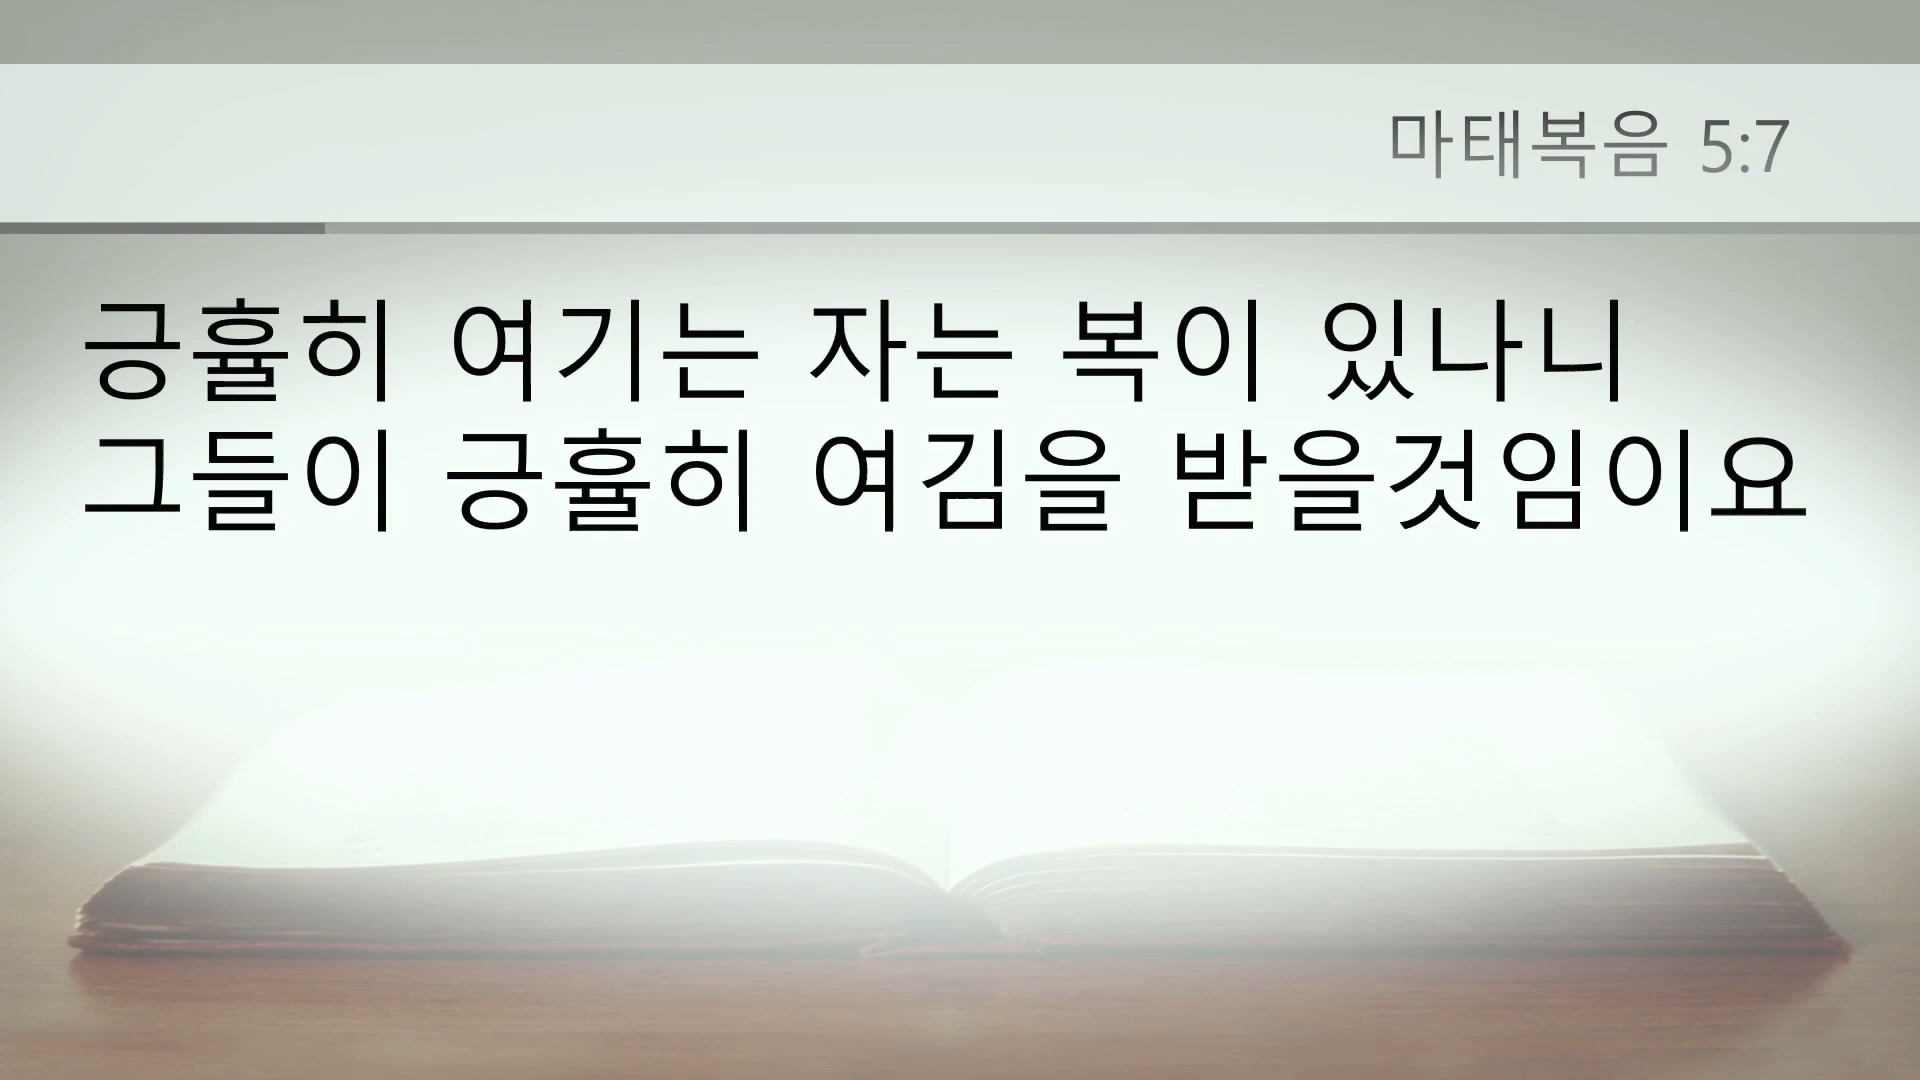 마태복음 5:7
긍휼히 여기는 자는 복이 있나니
그들이 긍휼히 여김을 받을것임이요